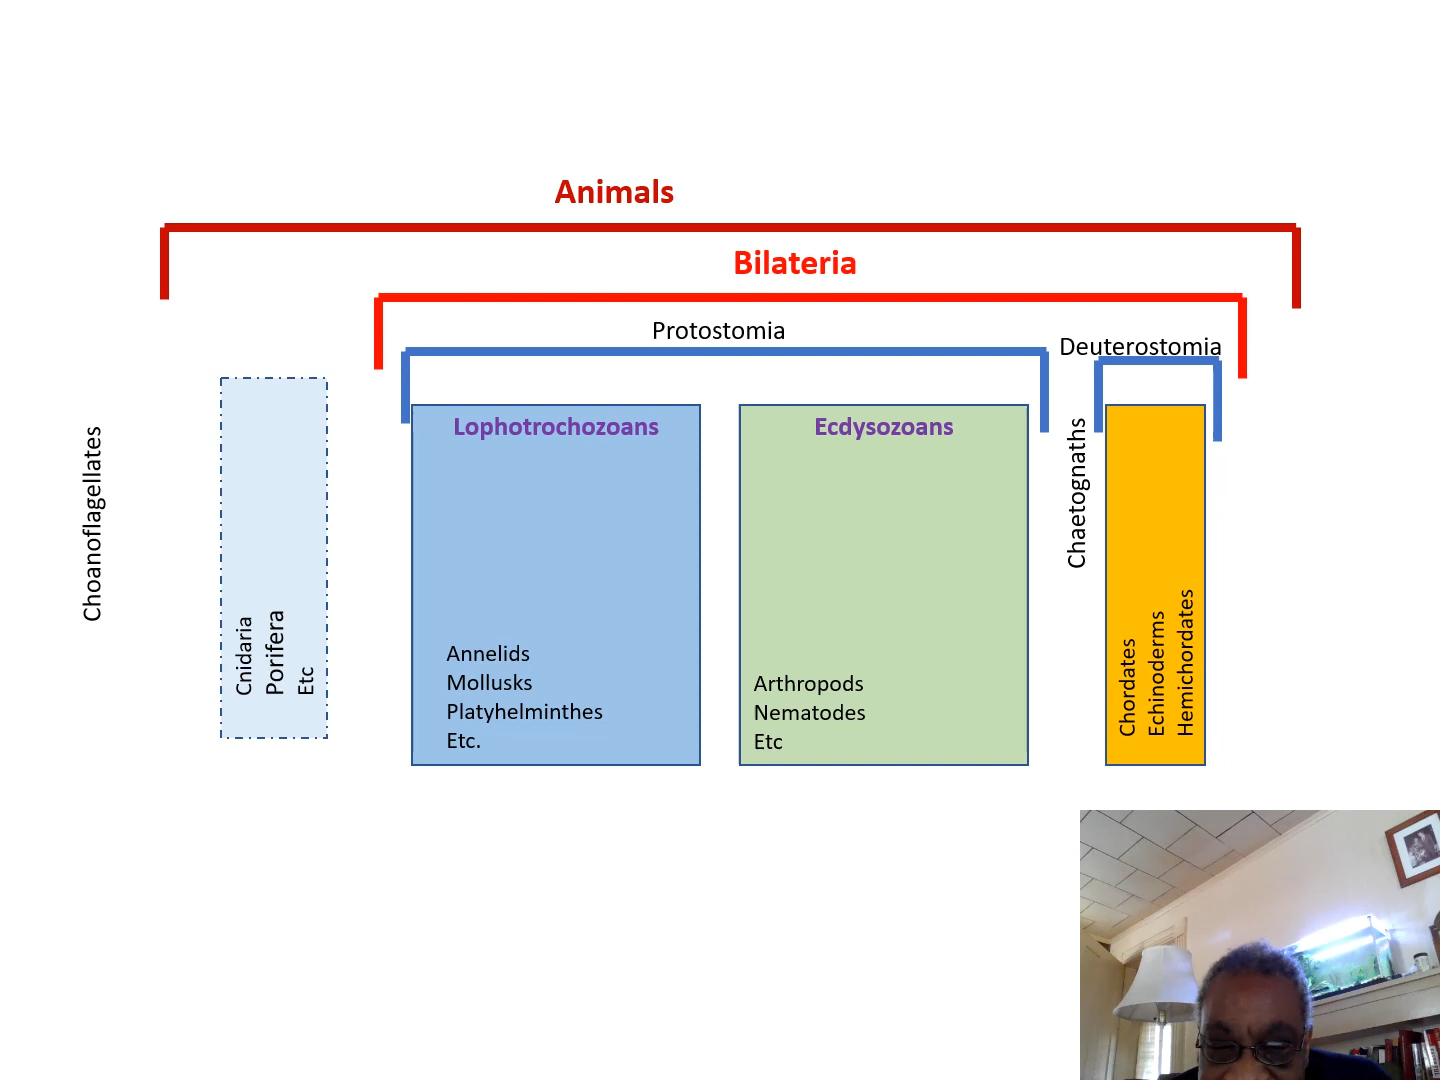 Animals
Bilateria
Protostomia
Deuterostomia
Choanoflagellates
Cnidaria
Porifera
Etc
Lophotrochozoans
Annelids
Mollusks
Platyhelminthes
Etc.
Ecdysozoans
Arthropods
Nematodes
Etc
Chaetognaths
Chordates
Echinoderms
Hemichordates